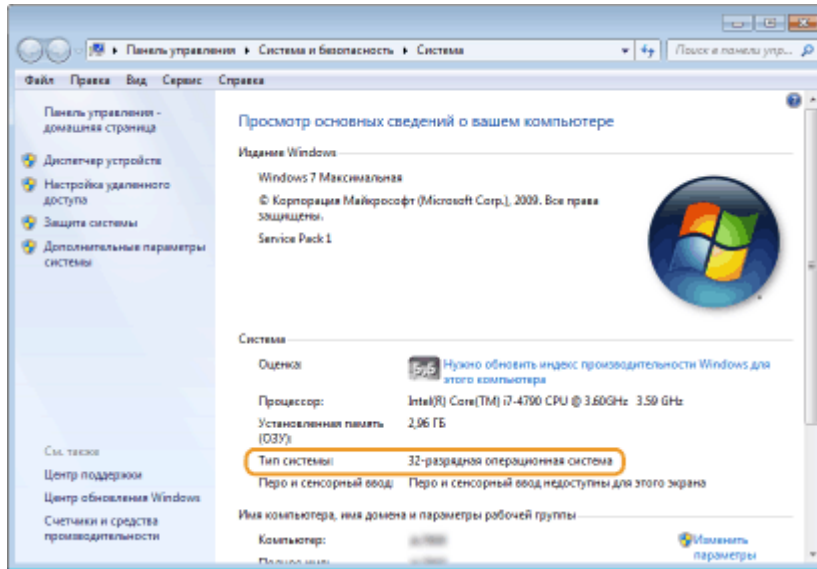 Панель управления ▸ Система и безопасность ▸ Система
Поиск в панели упр...
Файл Правка Вид Сервис Справка
Панель управления -
домашняя страница
Диспетчер устройств
Настройка удаленного
доступа
Защита системы
Дополнительные параметры
системы
См. также
Центр поддержки
Центр обновления Windows
Счетчики и средства
производительности
Просмотр основных сведений о вашем компьютере
Издание Windows
Windows 7 Максимальная
© Корпорация Майкрософт (Microsoft Corp.), 2009. Все права
защищены.
Service Pack 1
Система
Оценка: Нужно обновить индекс производительности Windows для
этого компьютера
Процессор: Intel(R) Core(TM) i7-4790 CPU @ 3.60GHz 3.59 GHz
Установленная память
(ОЗУ): 2,96 ГБ
Тип системы: 32-разрядная операционная система
Перо и сенсорный ввод: Перо и сенсорный ввод недоступны для этого экрана
Имя компьютера, имя домена и параметры рабочей группы
Компьютер:
Изменить
параметры